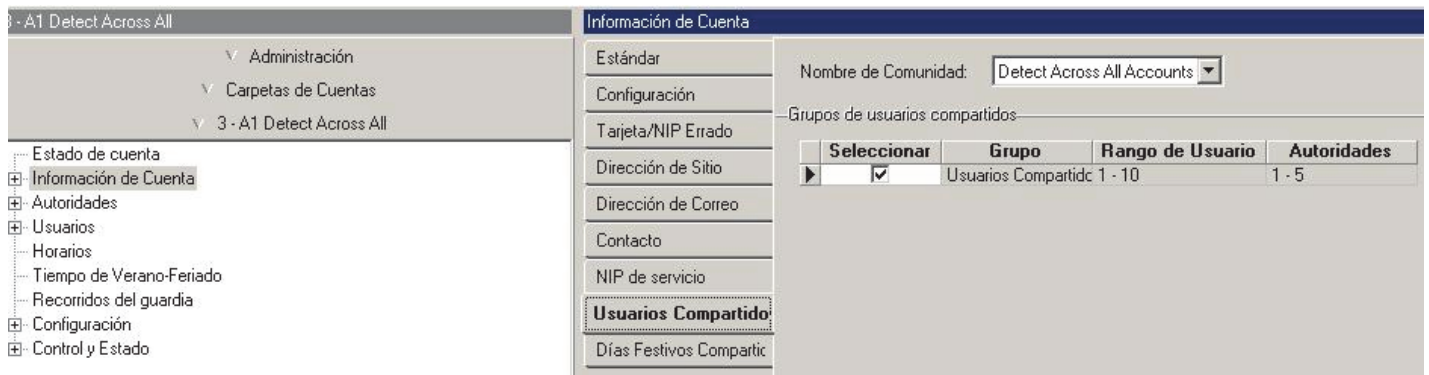 3 - A1 Detect Across All
Administración
Carpetas de Cuentas
3 - A1 Detect Across All
Estado de cuenta
Información de Cuenta
Autoridades
Usuarios
Horarios
Tiempo de Verano-Feriado
Recorridos del guardia
Configuración
Control y Estado
Información de Cuenta
Estándar
Configuración
Tarjeta/NIP Errado
Dirección de Sitio
Dirección de Correo
Contacto
NIP de servicio
Usuarios Compartido
Días Festivos Compartic
Nombre de Comunidad: Detect Across All Accounts
Grupos de usuarios compartidos
Seleccionar Grupo Rango de Usuario Autoridades
Usuarios Compartidc 1 - 10 1 - 5